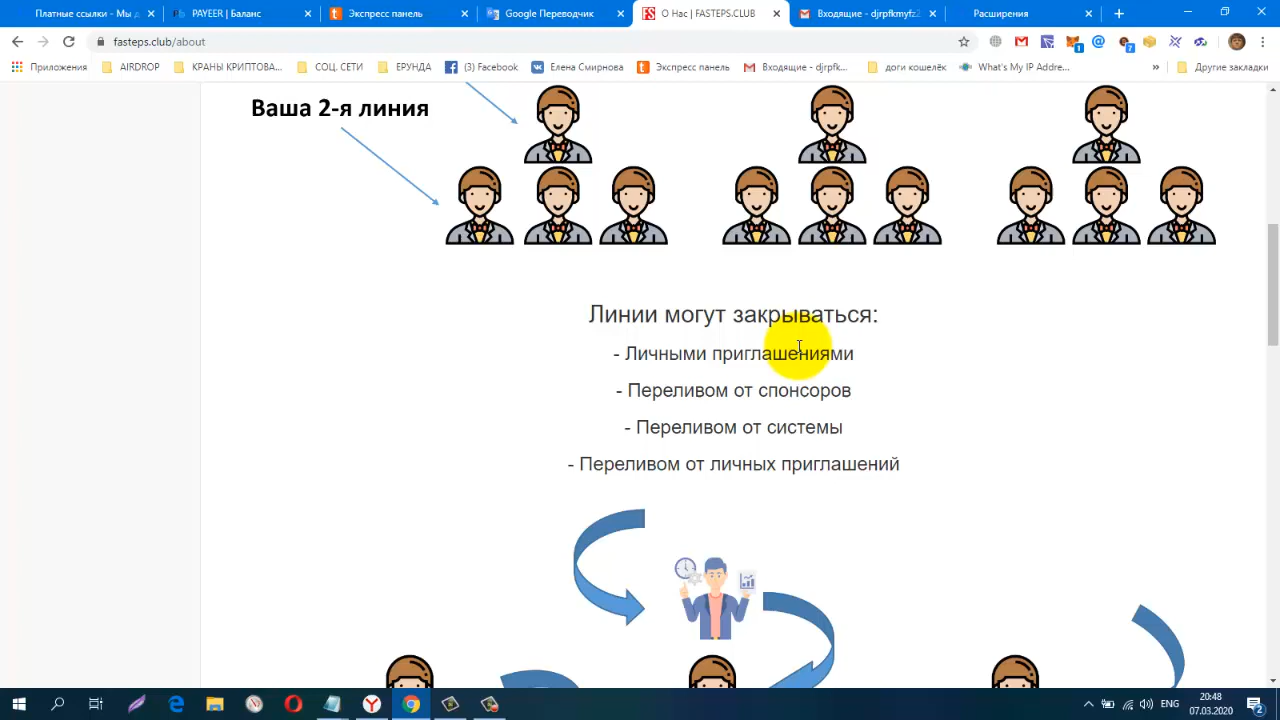 Платные ссылки - Мы д
PAYEER | Баланс
Экспресс панель
Google Переводчик
О Нас | FASTEPS.CLUB
Входящие - djrpfkmyfz2
Расширения
fasteps.club/about
Приложения
AIRDROP
КРАНЫ КРИПТОВА...
СОЦ. СЕТИ
ЕРУНДА
(3) Facebook
Елена Смирнова
Экспресс панель
Входящие - djrpfk...
доги кошелёк
What's My IP Addre...
»
Другие закладки
Ваша 2-я линия
Линии могут закрываться:
- Личными приглашениями
- Переливом от спонсоров
- Переливом от системы
- Переливом от личных приглашений
ENG
20:48
07.03.2020